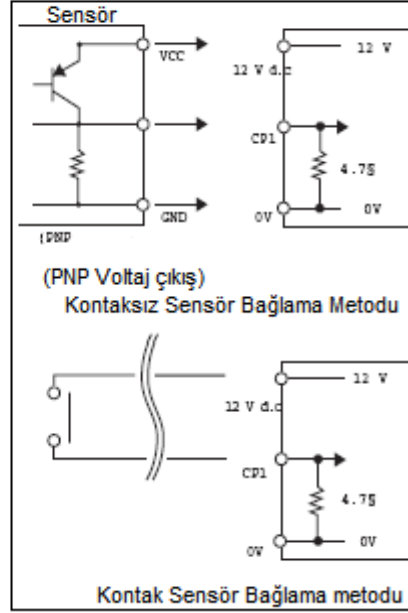 Sensör
VCC
GND
(PNP
12 V
12 V d.c
CP1
4.7§
0V
0V
(PNP Voltaj çıkış)
Kontaksız Sensör Bağlama Metodu
12 V
12 V d.c
CP1
4.7§
0V
0V
Kontak Sensör Bağlama metodu